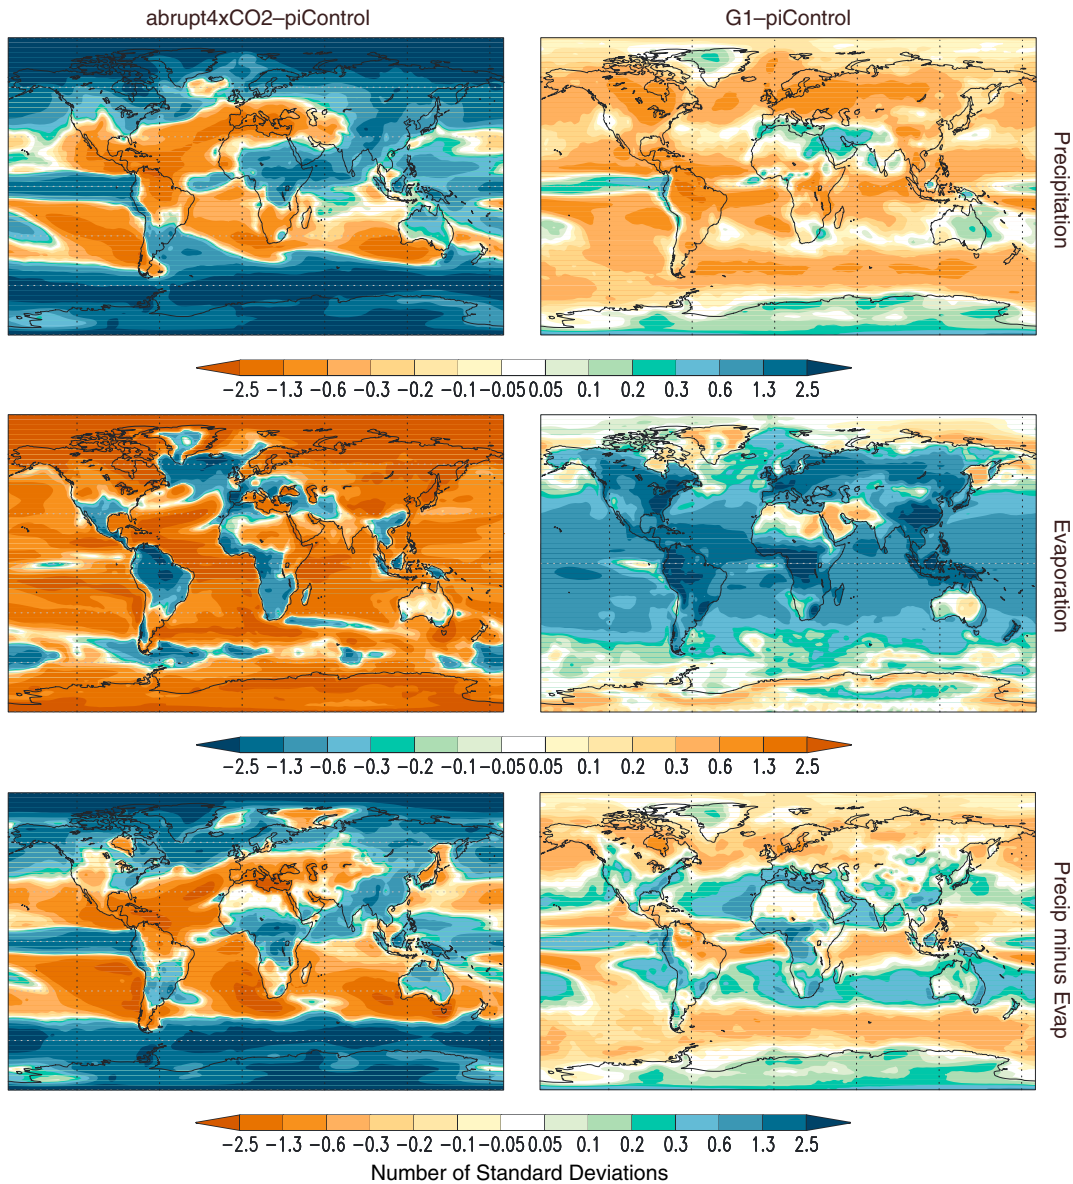 abrupt4xCO2–piControl
G1–piControl
Precipitation
−2.5 −1.3 −0.6 −0.3 −0.2 −0.1 −0.05 0.05 0.1 0.2 0.3 0.6 1.3 2.5
Evaporation
−2.5 −1.3 −0.6 −0.3 −0.2 −0.1 −0.05 0.05 0.1 0.2 0.3 0.6 1.3 2.5
Precip minus Evap
−2.5 −1.3 −0.6 −0.3 −0.2 −0.1 −0.05 0.05 0.1 0.2 0.3 0.6 1.3 2.5
Number of Standard Deviations